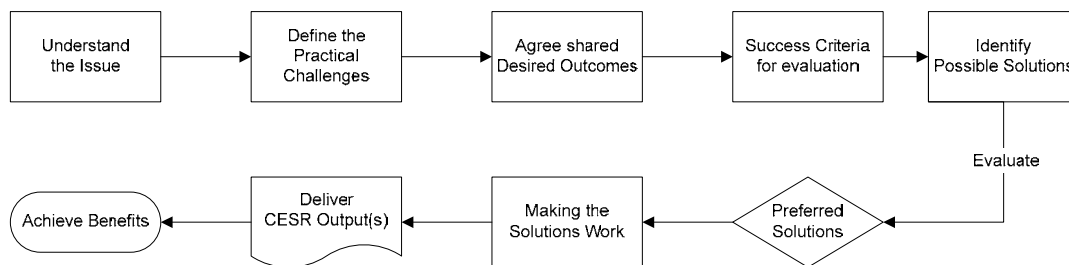 Understand
the Issue
Define the
Practical
Challenges
Agree shared
Desired Outcomes
Success Criteria
for evaluation
Identify
Possible Solutions
Evaluate
Preferred
Solutions
Making the
Solutions Work
Deliver
CESR Output(s)
Achieve Benefits